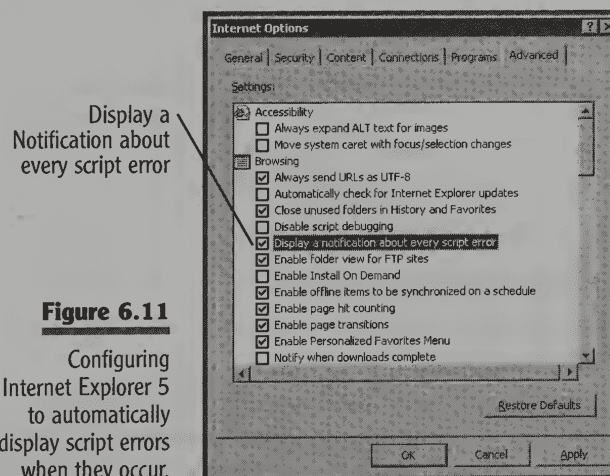 Display a
Notification about
every script error
Figure 6.11
Configuring
Internet Explorer 5
to automatically
display script errors
when they occur.
Internet Options
General Security Content Connections Programs Advanced
Settings:
Accessibility
Always expand ALT text for images
Move system caret with focus/selection changes
Browsing
Always send URLs as UTF-8
Automatically check for Internet Explorer updates
Close unused folders in History and Favorites
Disable script debugging
Display a notification about every script error
Enable folder view for FTP sites
Enable Install On Demand
Enable offline items to be synchronized on a schedule
Enable page hit counting
Enable page transitions
Enable Personalized Favorites Menu
Notify when downloads complete
Restore Defaults
OK Cancel Apply